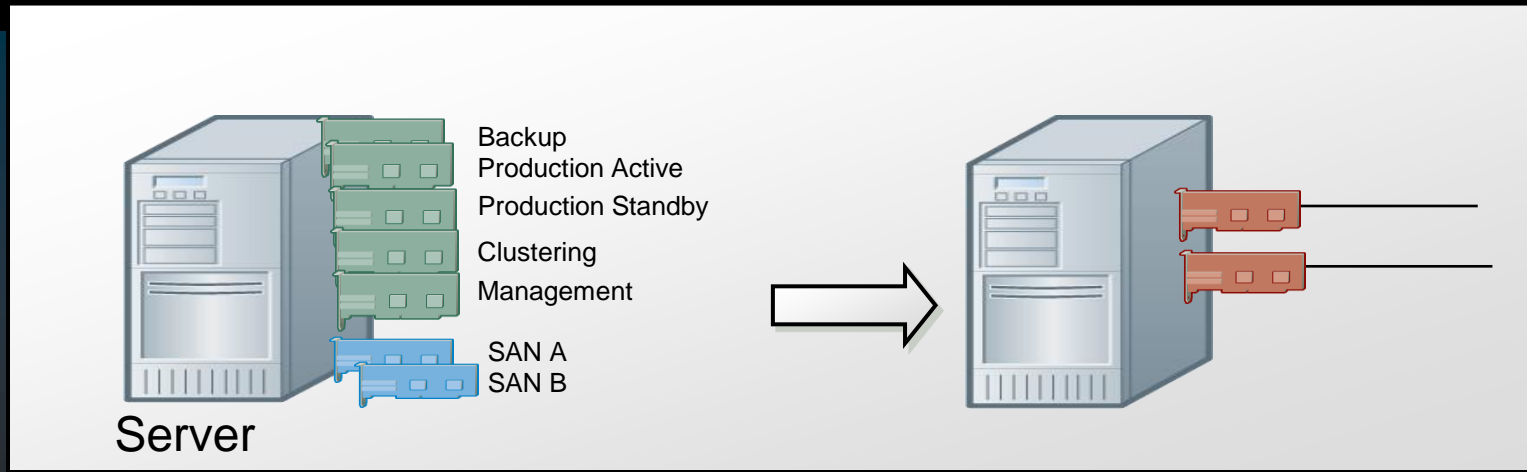 Backup
Production Active
Production Standby
Clustering
Management
SAN A
SAN B
Server